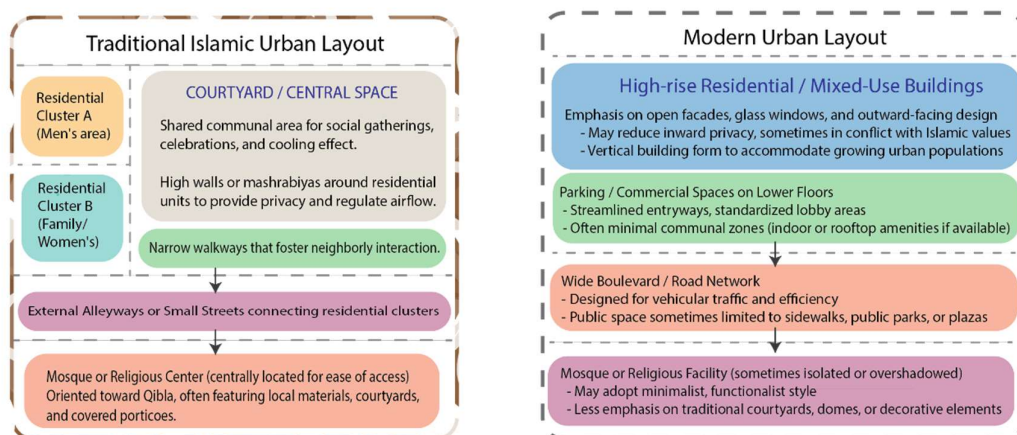 Traditional Islamic Urban Layout
Residential
Cluster A
(Men's area)
Residential
Cluster B
(Family/
Women's)
COURTYARD / CENTRAL SPACE
Shared communal area for social gatherings,
celebrations, and cooling effect.
High walls or mashrabiyas around residential
units to provide privacy and regulate airflow.
Narrow walkways that foster neighborly interaction.
External Alleyways or Small Streets connecting residential clusters
Mosque or Religious Center (centrally located for ease of access)
Oriented toward Qibla, often featuring local materials, courtyards,
and covered porticoes.
Modern Urban Layout
High-rise Residential / Mixed-Use Buildings
Emphasis on open facades, glass windows, and outward-facing design
- May reduce inward privacy, sometimes in conflict with Islamic values
- Vertical building form to accommodate growing urban populations
Parking / Commercial Spaces on Lower Floors
- Streamlined entryways, standardized lobby areas
- Often minimal communal zones (indoor or rooftop amenities if available)
Wide Boulevard / Road Network
- Designed for vehicular traffic and efficiency
- Public space sometimes limited to sidewalks, public parks, or plazas
Mosque or Religious Facility (sometimes isolated or overshadowed)
- May adopt minimalist, functionalist style
- Less emphasis on traditional courtyards, domes, or decorative elements